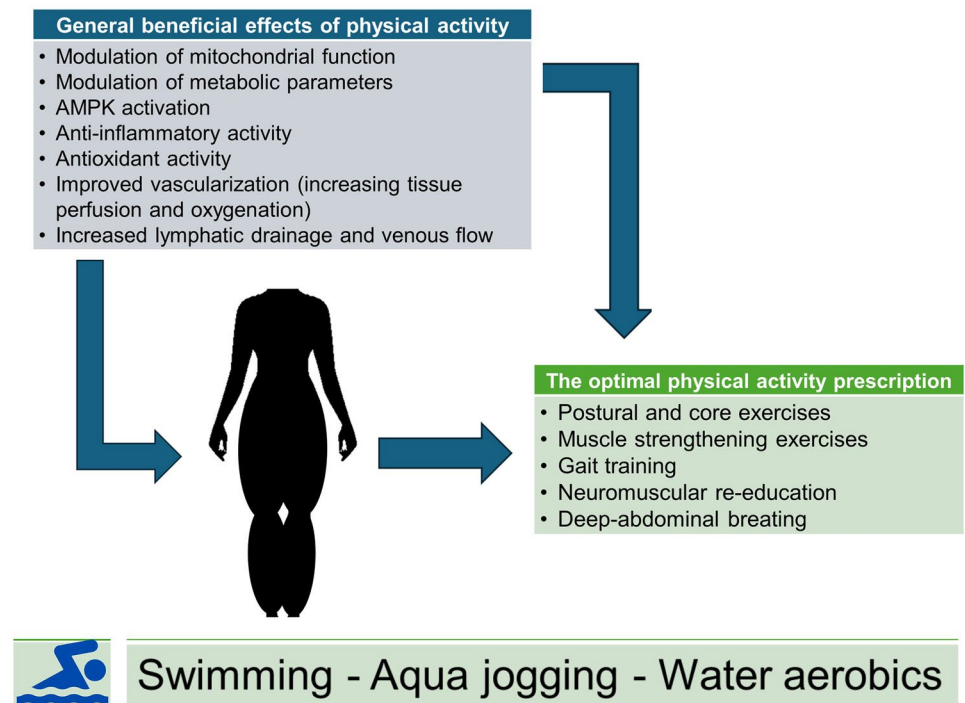 General beneficial effects of physical activity
• Modulation of mitochondrial function
• Modulation of metabolic parameters
• AMPK activation
• Anti-inflammatory activity
• Antioxidant activity
• Improved vascularization (increasing tissue
perfusion and oxygenation)
• Increased lymphatic drainage and venous flow
The optimal physical activity prescription
• Postural and core exercises
• Muscle strengthening exercises
• Gait training
• Neuromuscular re-education
• Deep-abdominal breating
Swimming - Aqua jogging - Water aerobics